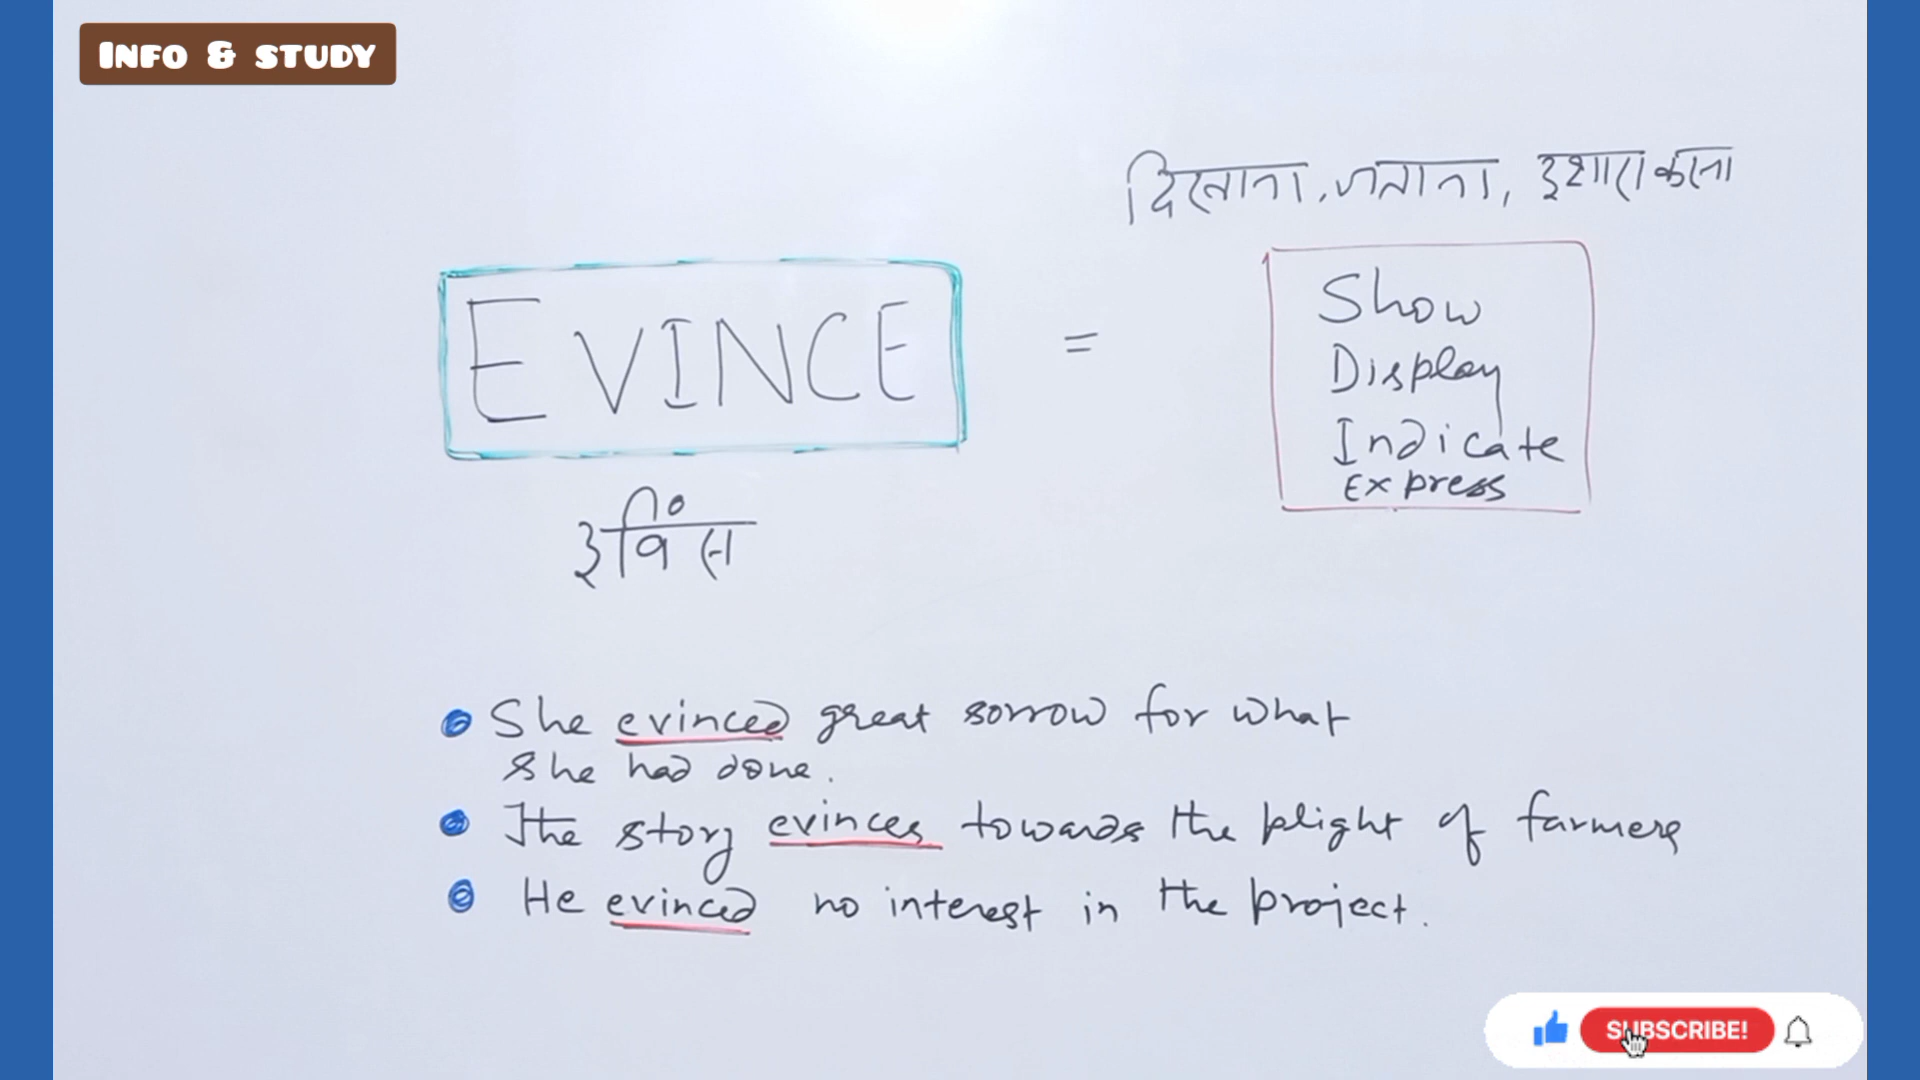 INFO & STUDY
दिखाना, जताना, इशारा करना
EVINCE =
Show
Display
Indicate
Express
इविंस
She evinced great sorrow for what
she had done.
The story evinces towards the plight of farmers
He evinced no interest in the project.
SUBSCRIBE!